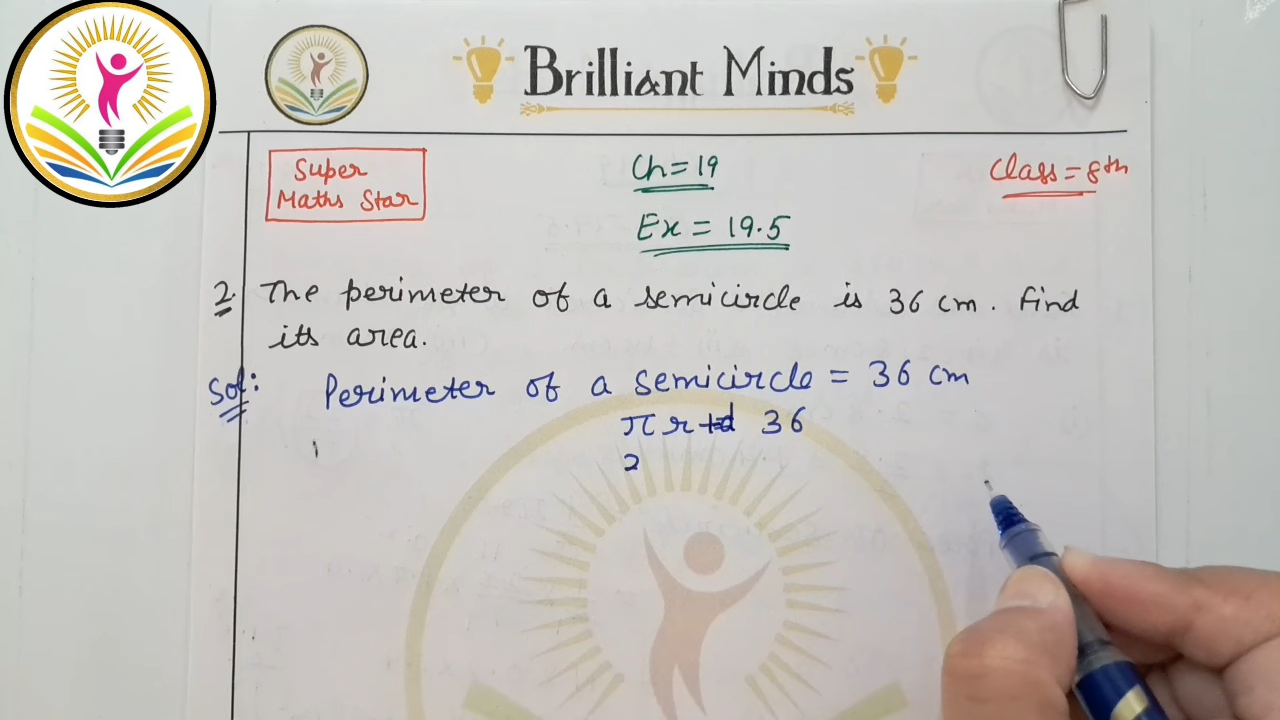 Brilliant Minds
Super
Maths Star
Ch = 19
Class = 8th
Ex = 19.5
2. The perimeter of a semicircle is 36 cm. Find
its area.
Sol: Perimeter of a semicircle = 36 cm
πr+d 36
2